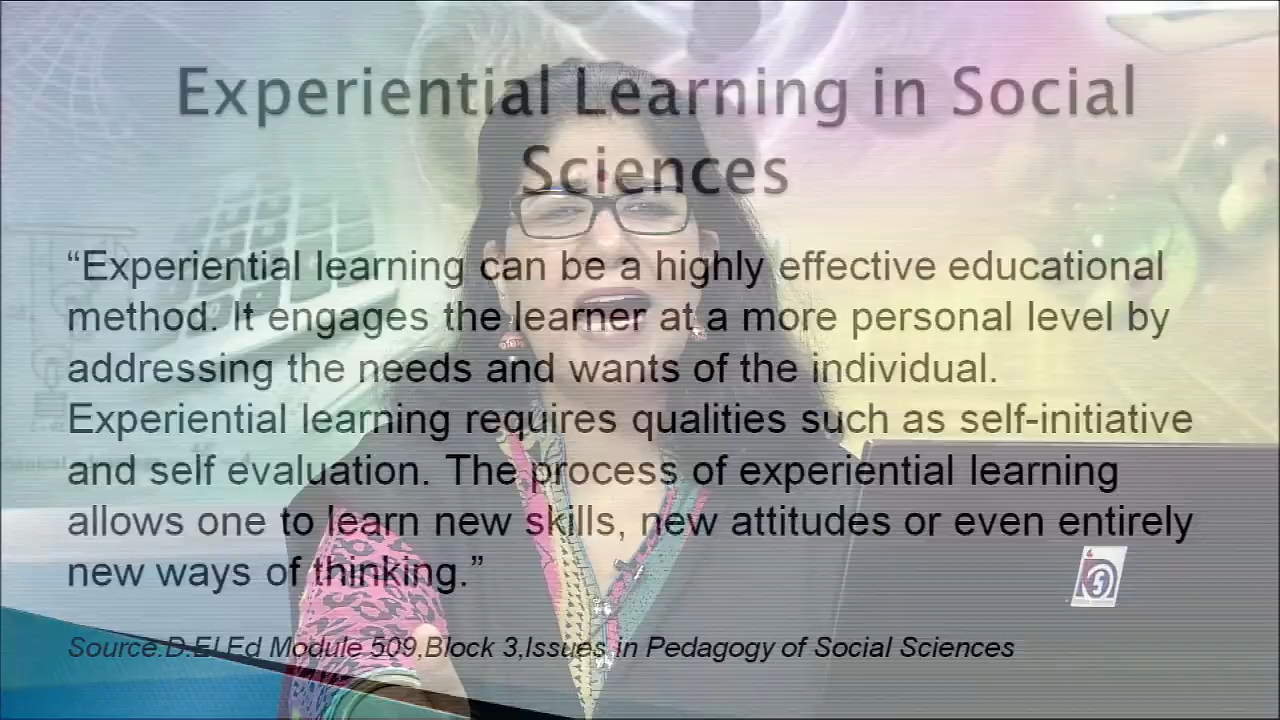 Experiential Learning in Social
Sciences
“Experiential learning can be a highly effective educational
method. It engages the learner at a more personal level by
addressing the needs and wants of the individual.
Experiential learning requires qualities such as self-initiative
and self evaluation. The process of experiential learning
allows one to learn new skills, new attitudes or even entirely
new ways of thinking.”
Source.D.El.Ed Module 509,Block 3,Issues in Pedagogy of Social Sciences